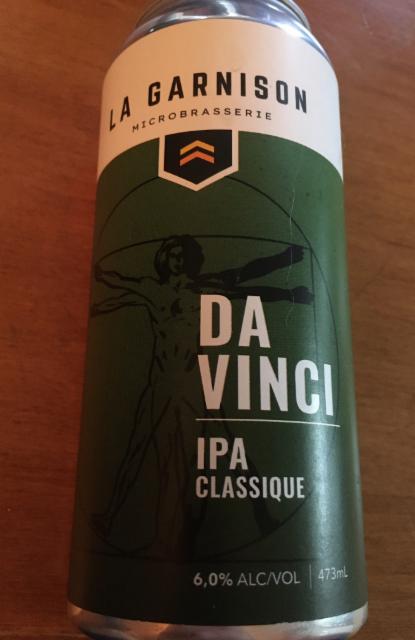 LA GARNISON
MICROBRASSERIE
DA
VINCI
IPA
CLASSIQUE
6,0% ALC/VOL | 473mL